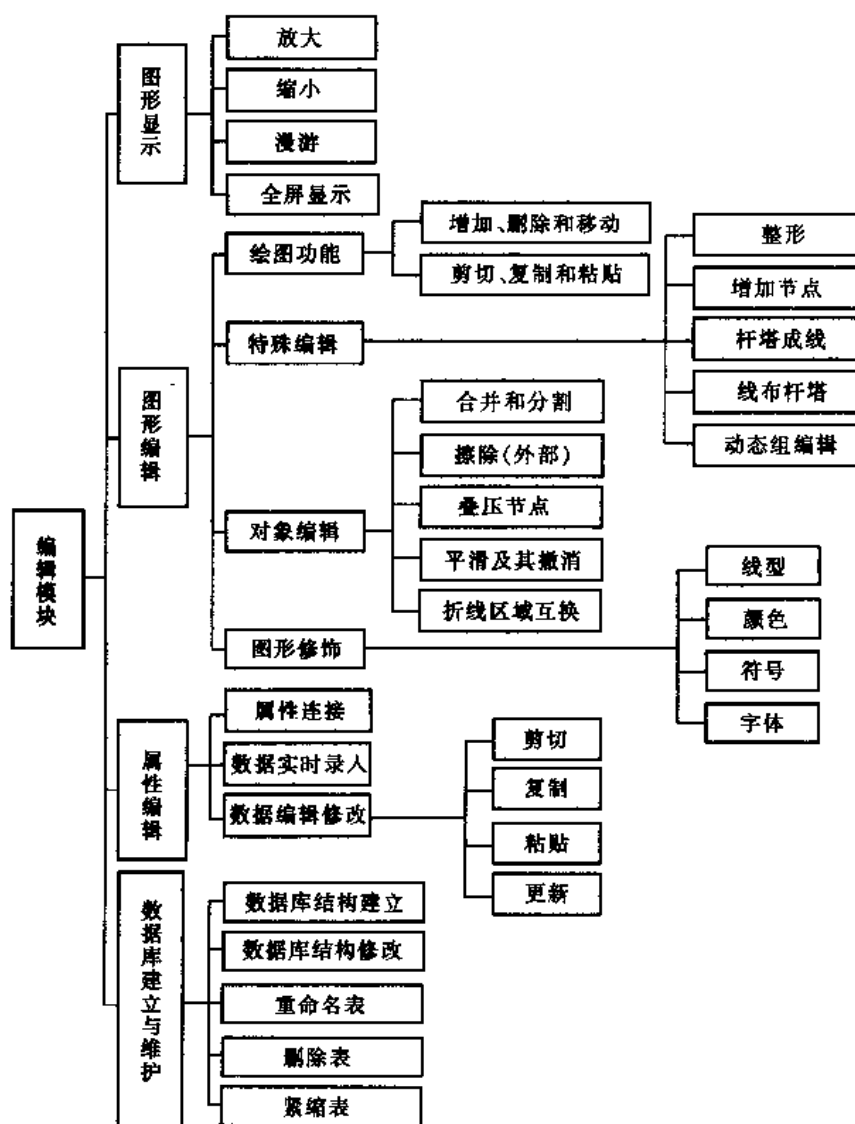 编辑模块
图形显示
放大
缩小
漫游
全屏显示
图形编辑
绘图功能
增加、删除和移动
剪切、复制和粘贴
特殊编辑
整形
增加节点
杆塔成线
线布杆塔
动态组编辑
对象编辑
合并和分割
擦除(外部)
叠压节点
平滑及其撤消
折线区域互换
图形修饰
线型
颜色
符号
字体
属性编辑
属性连接
数据实时录人
数据编辑修改
剪切
复制
粘贴
更新
数据库建立与维护
数据库结构建立
数据库结构修改
重命名表
删除表
紧缩表